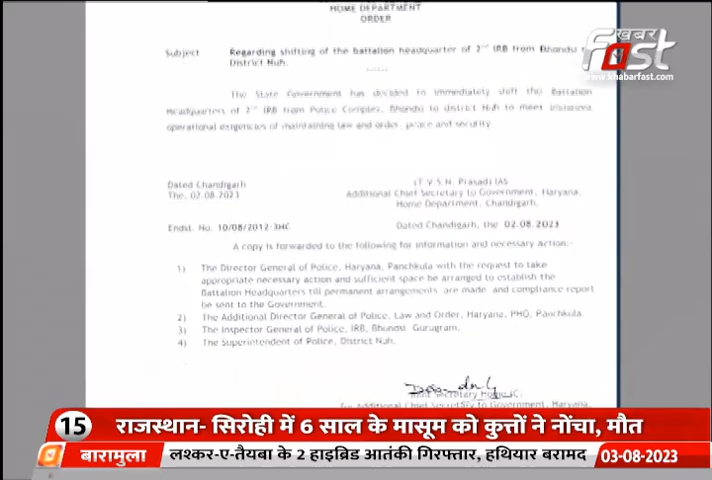 HOME DEPARTMENT
ORDER
खबर
fast
www.khabarfast.com
Subject Regarding shifting of the battalion headquarter of 2nd IRB from Bhondsi
District Nuh.
The State Government has decided to immediately shift the Battalion
Headquarters of 2nd IRB from Police Complex, Bhondsi to district Nuh to meet
operational exigencies of maintaining law and order, peace and security
Dated Chandigarh
The, 02.08.2023
(T.V.S.N. Prasad) IAS
Additional Chief Secretary to Government, Haryana,
Home Department, Chandigarh.
Endst. No. 10/08/2012-3HC Dated Chandigarh, the 02.08.2023
A copy is forwarded to the following for information and necessary action:-
1) The Director General of Police, Haryana, Panchkula with the request to take
appropriate necessary action and sufficient space be arranged to establish the
Battalion Headquarters till permanent arrangements are made and compliance report
be sent to the Government.
2) The Additional Director General of Police, Law and Order, Haryana, PHQ, Panchkula.
3) The Inspector General of Police, IRB, Bhondsi Gurugram.
4) The Superintendent of Police, District Nuh.
Secretary Home
for Additional Chief Secretary to Government, Haryana,
15 राजस्थान- सिरोही में 6 साल के मासूम को कुत्तों ने नोंचा, मौत
बारामुला लश्कर-ए-तैयबा के 2 हाइब्रिड आतंकी गिरफ्तार, हथियार बरामद 03-08-2023